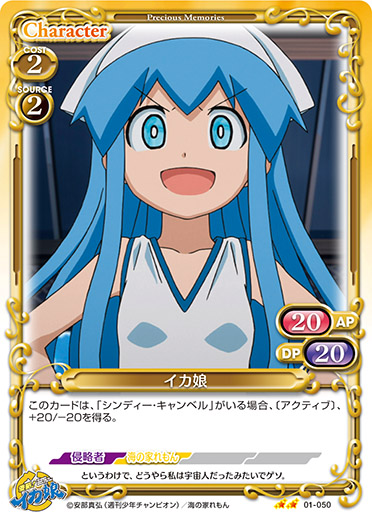 Precious Memories
Character
COST
2
SOURCE
2
20 AP
DP 20
イカ娘
このカードは、「シンディー・キャンベル」がいる場合、〔アクティブ〕、
+20/−20を得る。
侵略者 海の家れもん
というわけで、どうやら私は宇宙人だったみたいでゲソ。
イカ娘
©安部真弘(週刊少年チャンピオン)/海の家れもん
01-050